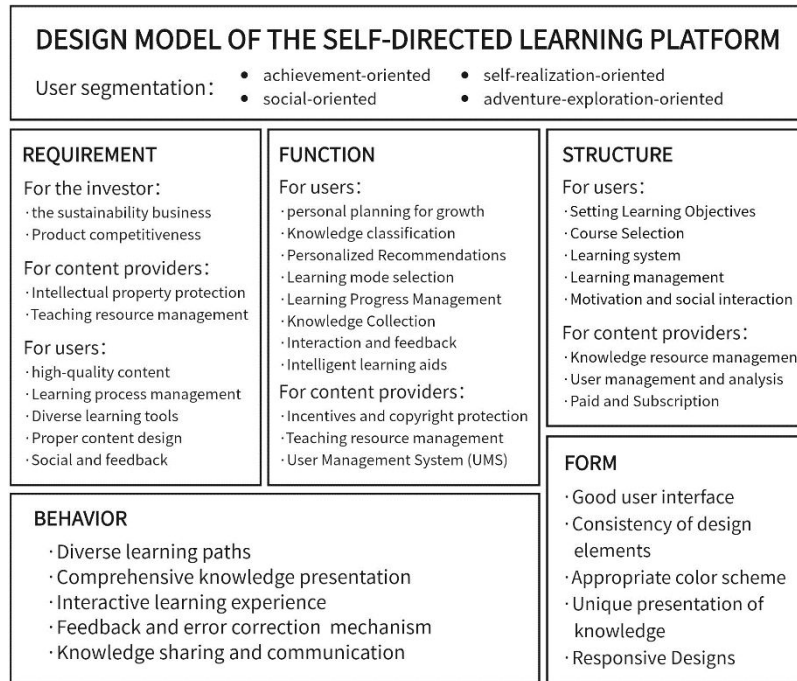 DESIGN MODEL OF THE SELF-DIRECTED LEARNING PLATFORM
User segmentation:
• achievement-oriented
• self-realization-oriented
• social-oriented
• adventure-exploration-oriented
REQUIREMENT
For the investor:
·the sustainability business
·Product competitiveness
For content providers:
·Intellectual property protection
·Teaching resource management
For users:
·high-quality content
·Learning process management
·Diverse learning tools
·Proper content design
·Social and feedback
FUNCTION
For users:
·personal planning for growth
·Knowledge classification
·Personalized Recommendations
·Learning mode selection
·Learning Progress Management
·Knowledge Collection
·Interaction and feedback
·Intelligent learning aids
For content providers:
·Incentives and copyright protection
·Teaching resource management
·User Management System (UMS)
STRUCTURE
For users:
·Setting Learning Objectives
·Course Selection
·Learning system
·Learning management
·Motivation and social interaction
For content providers:
·Knowledge resource managemen
·User management and analysis
·Paid and Subscription
BEHAVIOR
·Diverse learning paths
·Comprehensive knowledge presentation
·Interactive learning experience
·Feedback and error correction mechanism
·Knowledge sharing and communication
FORM
·Good user interface
·Consistency of design
elements
·Appropriate color scheme
·Unique presentation of
knowledge
·Responsive Designs